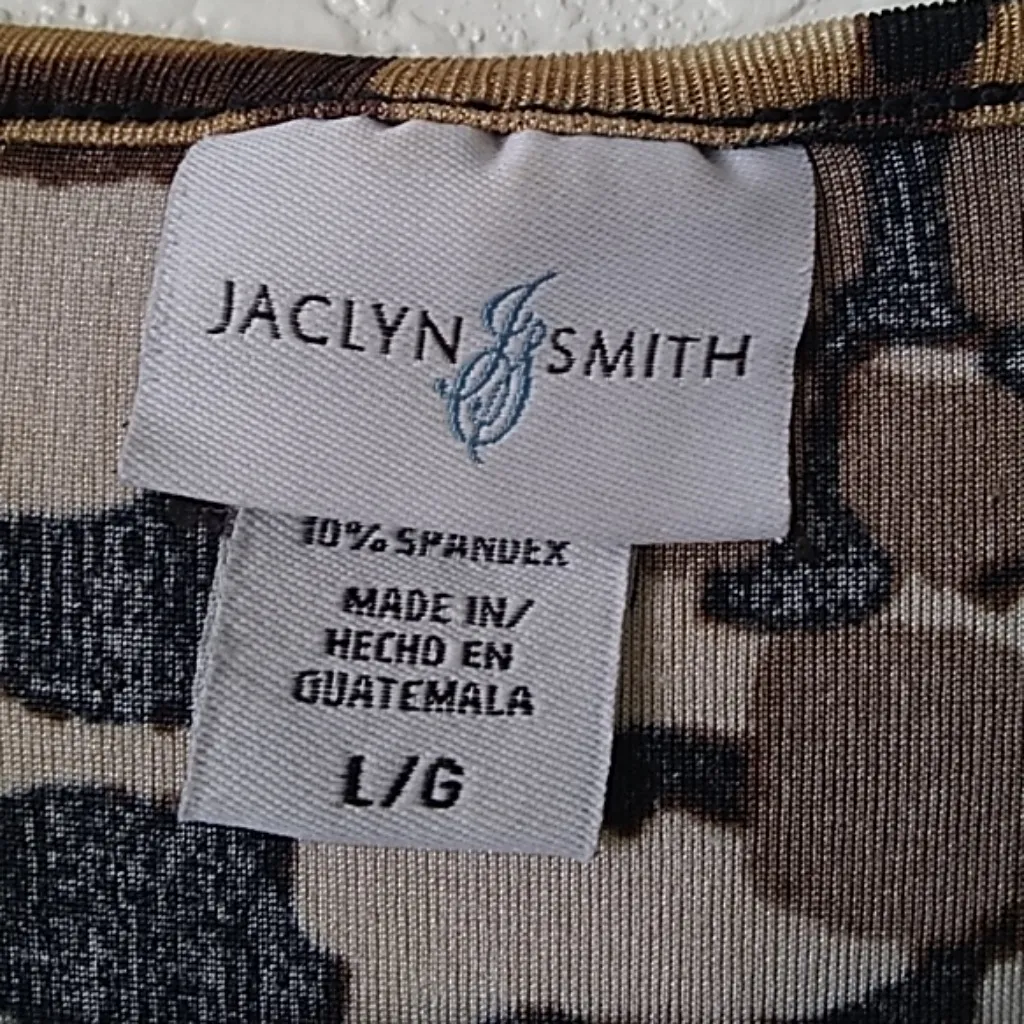 JACLYN SMITH
10% SPANDEX
MADE IN/
HECHO EN
GUATEMALA
L/G